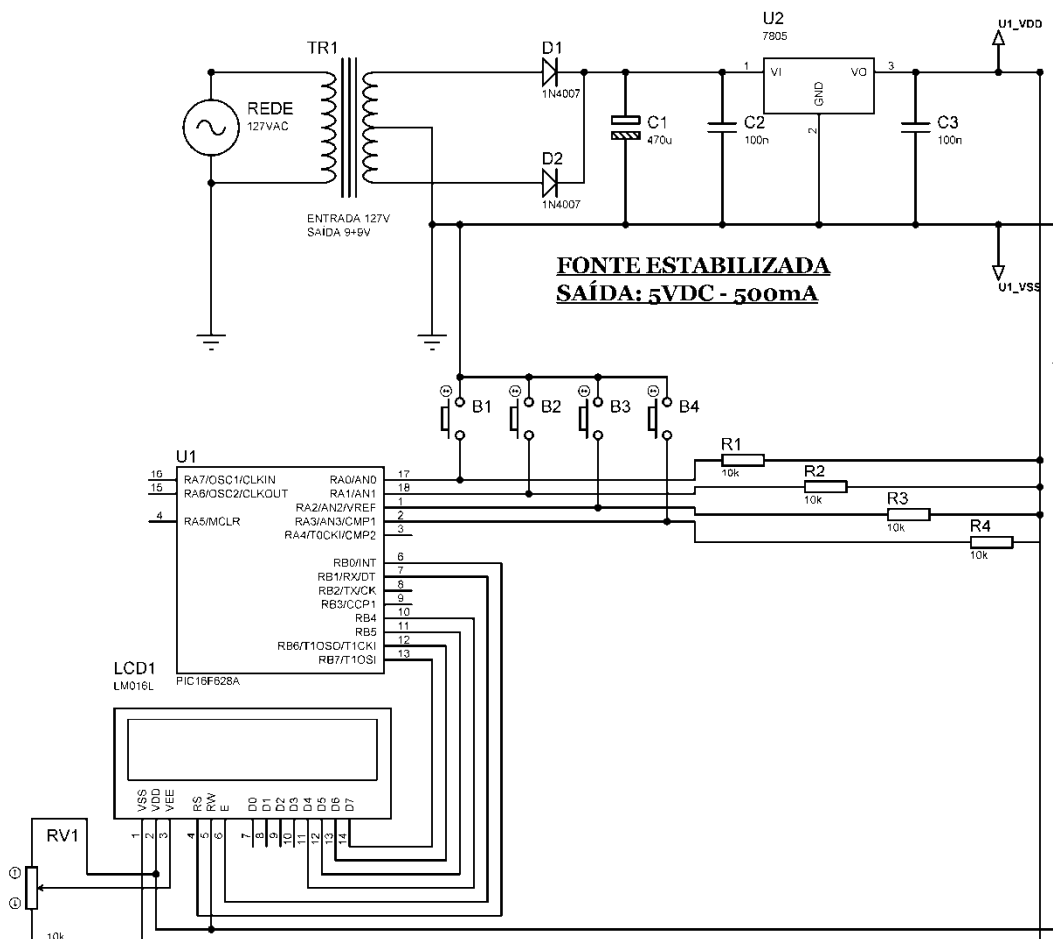 U2
7805
U1_VDD
TR1
D1
1N4007
1
VI
VO
3
GND
2
REDE
127VAC
C1
470u
C2
100n
C3
100n
D2
1N4007
ENTRADA 127V
SAÍDA 9+9V
FONTE ESTABILIZADA
SAÍDA: 5VDC - 500mA
U1_VSS
B1
B2
B3
B4
U1
R1
10k
R2
10k
R3
10k
R4
10k
16
RA7/OSC1/CLKIN
15
RA6/OSC2/CLKOUT
4
RA5/MCLR
RA0/AN0
17
RA1/AN1
18
RA2/AN2/VREF
1
RA3/AN3/CMP1
2
RA4/T0CKI/CMP2
3
RB0/INT
6
RB1/RX/DT
7
RB2/TX/CK
8
RB3/CCP1
9
RB4
10
RB5
11
RB6/T1OSO/T1CKI
12
RB7/T1OSI
13
PIC16F628A
LCD1
LM016L
VSS
VDD
VEE
RS
RW
E
D0
D1
D2
D3
D4
D5
D6
D7
1
2
3
4
5
6
7
8
9
10
11
12
13
14
RV1
10k